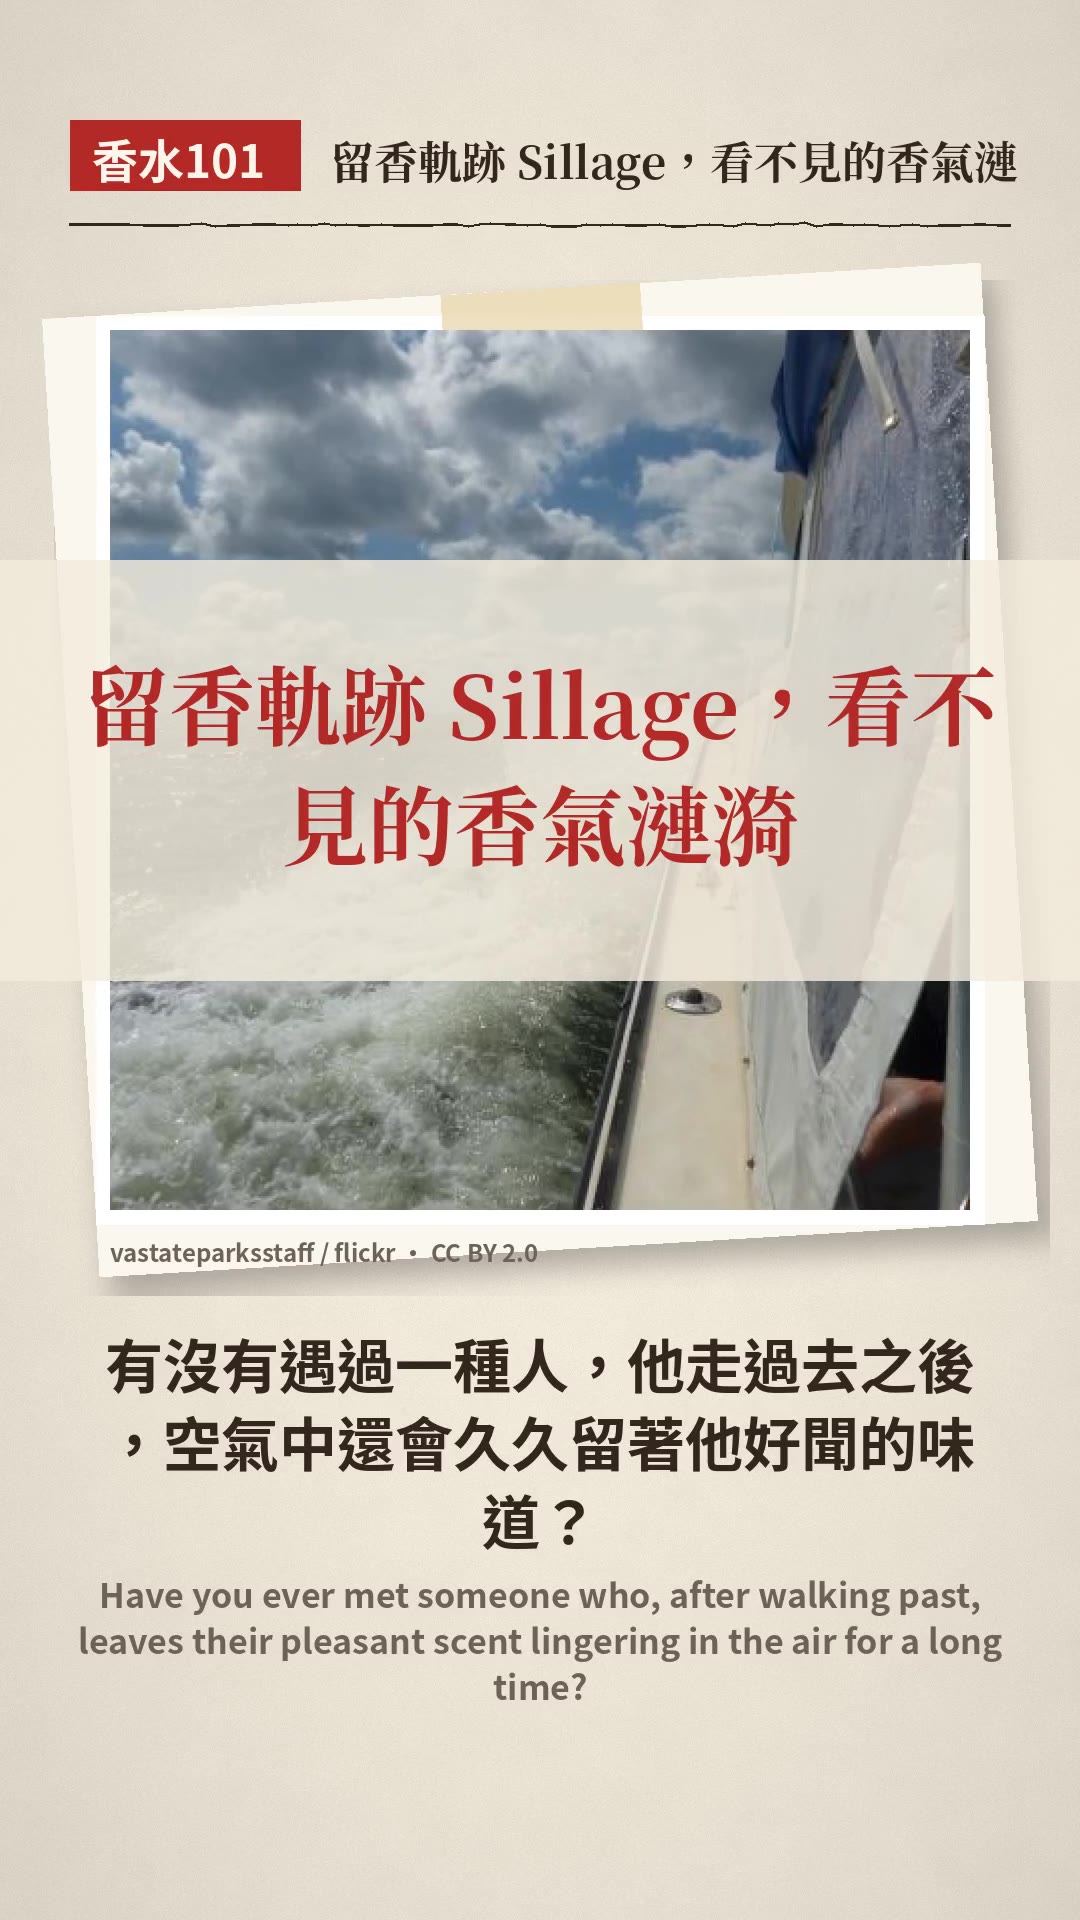 香水101
留香軌跡 Sillage，看不見的香氣漣
留香軌跡 Sillage，看不
見的香氣漣漪
vastateparksstaff / flickr · CC BY 2.0
有沒有遇過一種人，他走過去之後
，空氣中還會久久留著他好聞的味
道？
Have you ever met someone who, after walking past,
leaves their pleasant scent lingering in the air for a long
time?